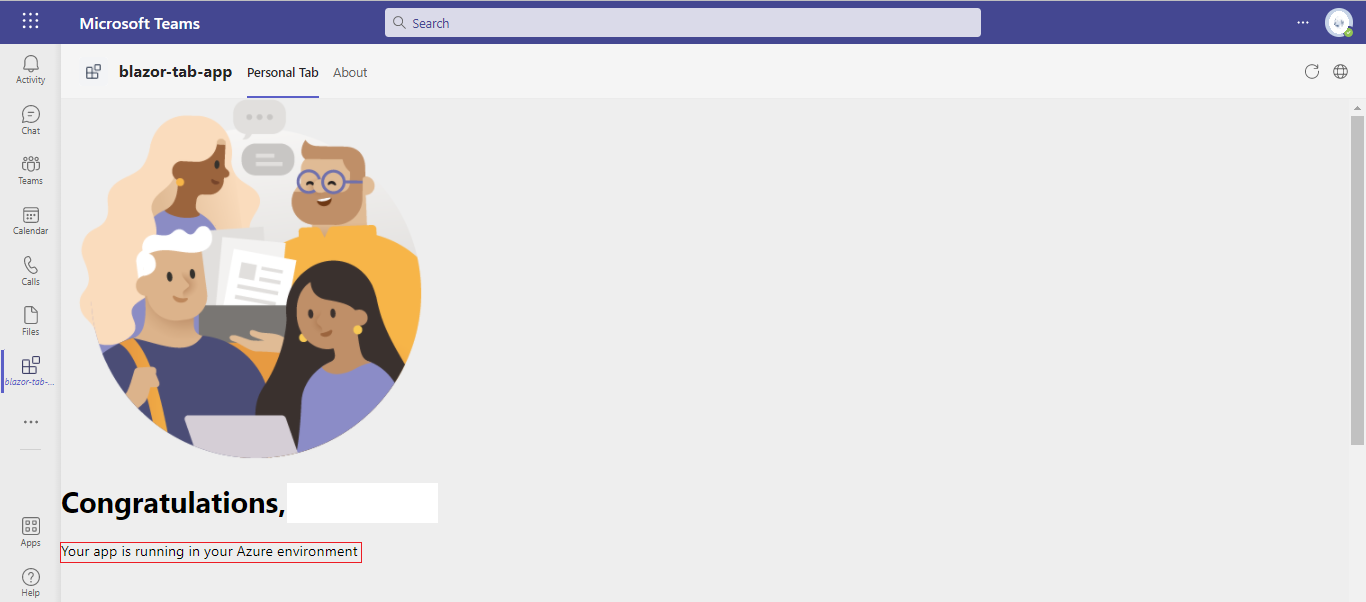 Microsoft Teams
Search
blazor-tab-app
Personal Tab
About
Activity
Chat
Teams
Calendar
Calls
Files
blazor-tab-...
Apps
Help
Congratulations,
Your app is running in your Azure environment